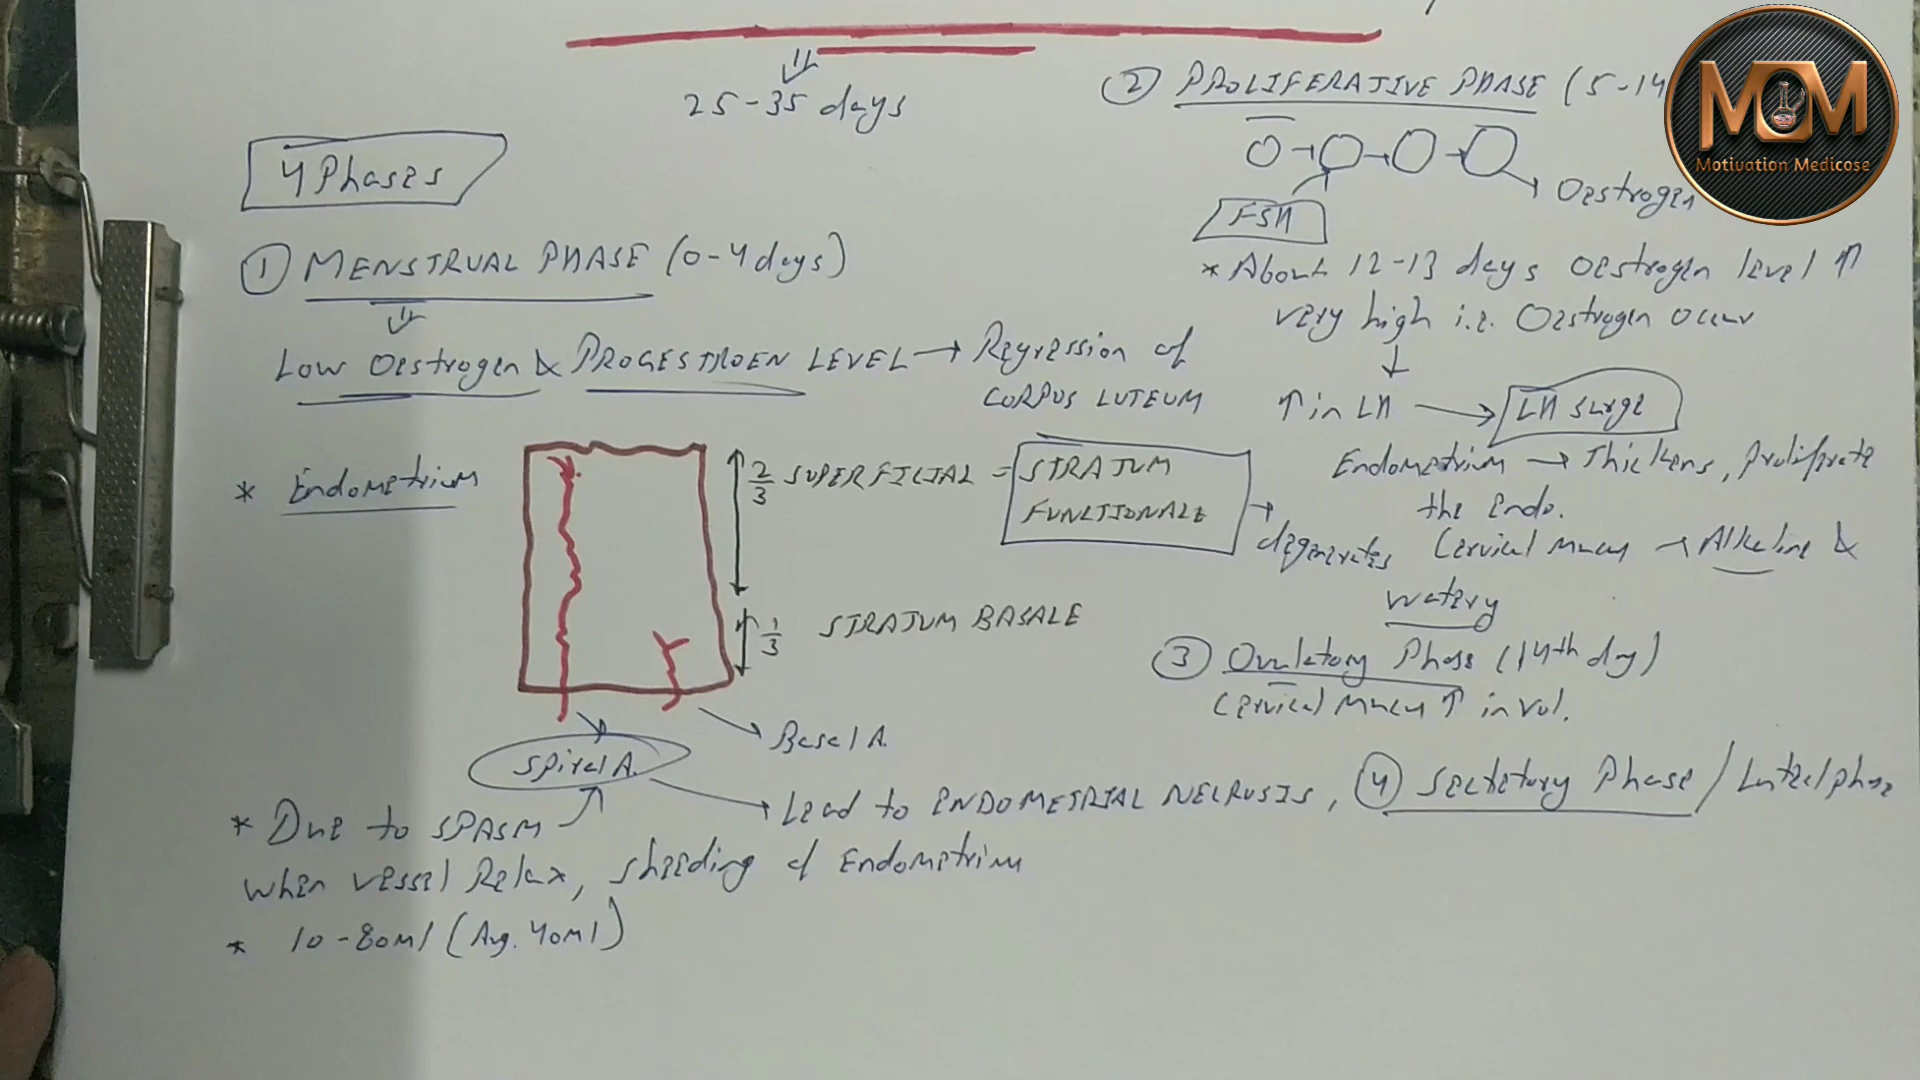 25-35 days
4 Phases
① MENSTRUAL PHASE (0-4 days)
Low Oestrogen & PROGESTROEN LEVEL → Regression of
CORPUS LUTEUM
* Endometrium
2/3 SUPERFICIAL = STRATUM
FUNCTIONALE
→ degenerates
1/3 STRATUM BASALE
Basal A.
Spiral A.
* Due to SPASM
Lead to ENDOMETRIAL NECROSIS,
when vessel Relax, sheeding of Endometrium
* 10-80ml (Avg. 40ml)
② PROLIFERATIVE PHASE (5-14
Oestrogen
FSH
* About 12-13 days Oestrogen level ↑
very high i.e. Oestrogen occur
↑ in LH → LH surge
Endometrium → Thickens, proliferate
the Endo.
Cervical mucus → Alkaline &
watery
③ Ovulatory Phase (14th day)
Cervical mucus ↑ in vol.
④ Secretory Phase / Luteal phase
MOM
Motivation Medicose